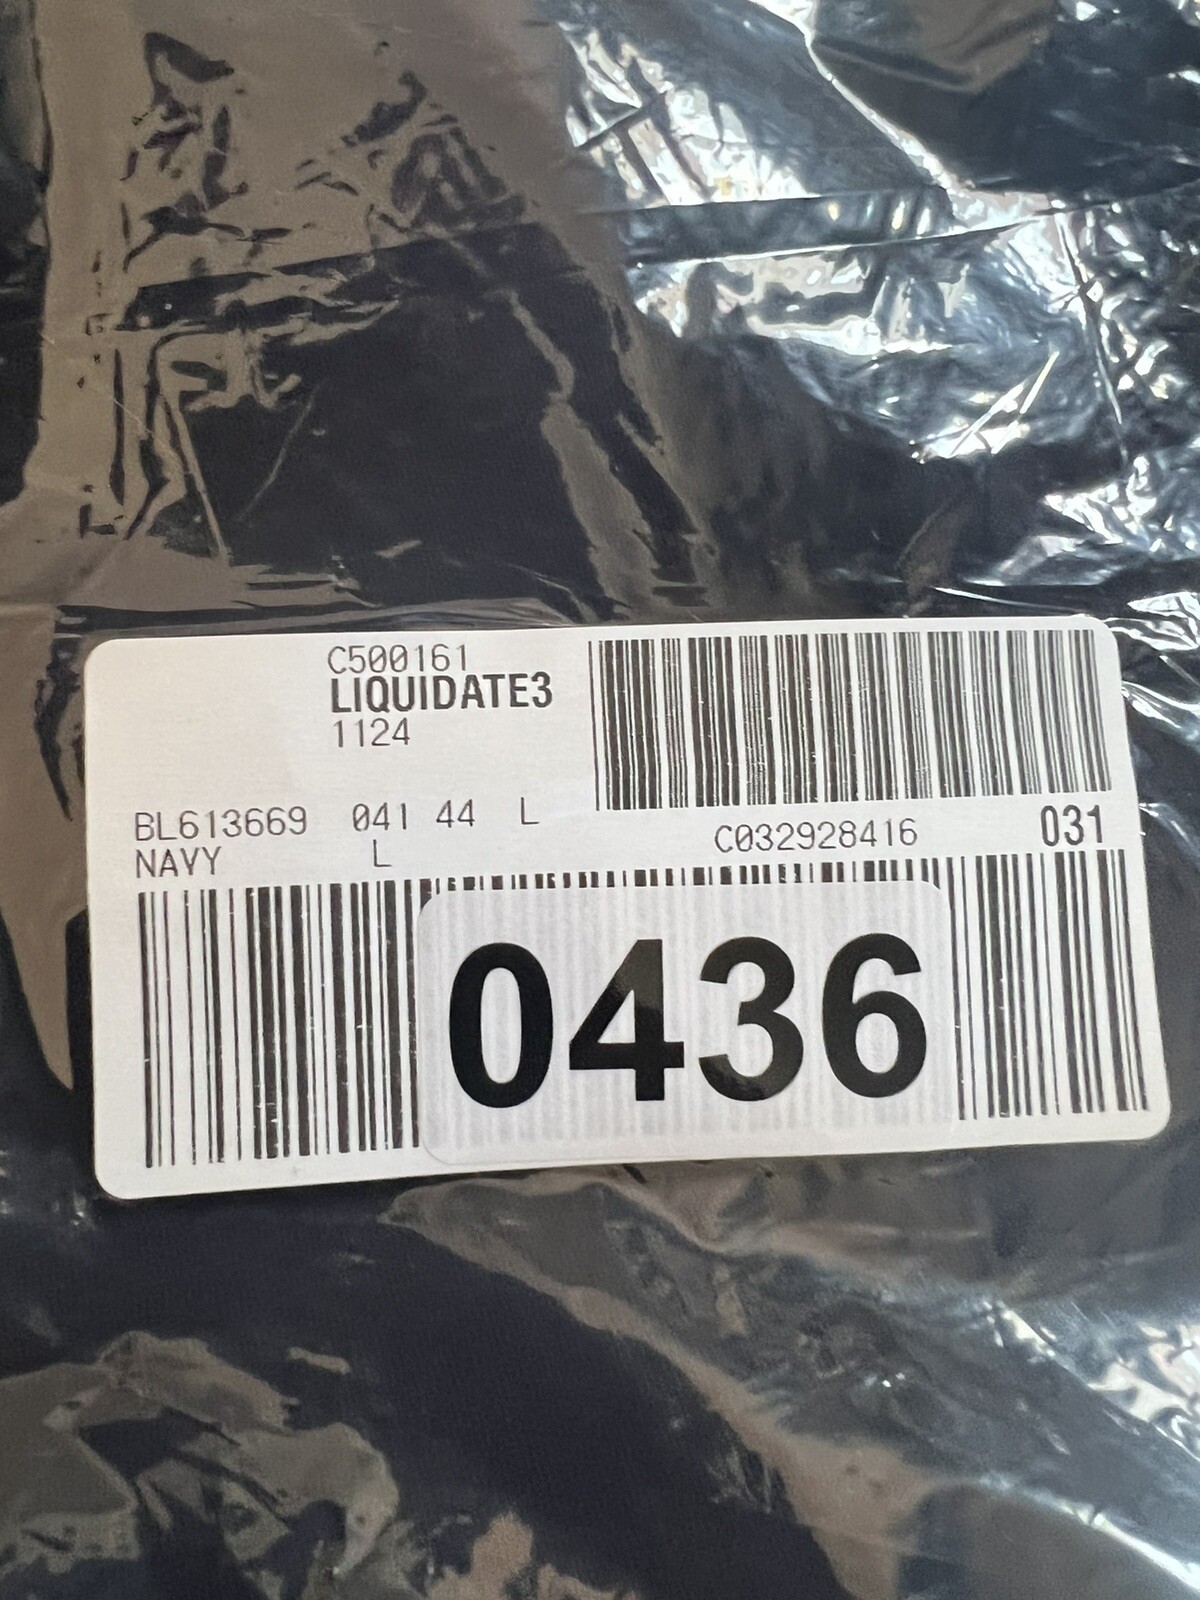 C500161
LIQUIDATE3
1124
BL613669 041 44 L
NAVY L
C032928416 031
0436